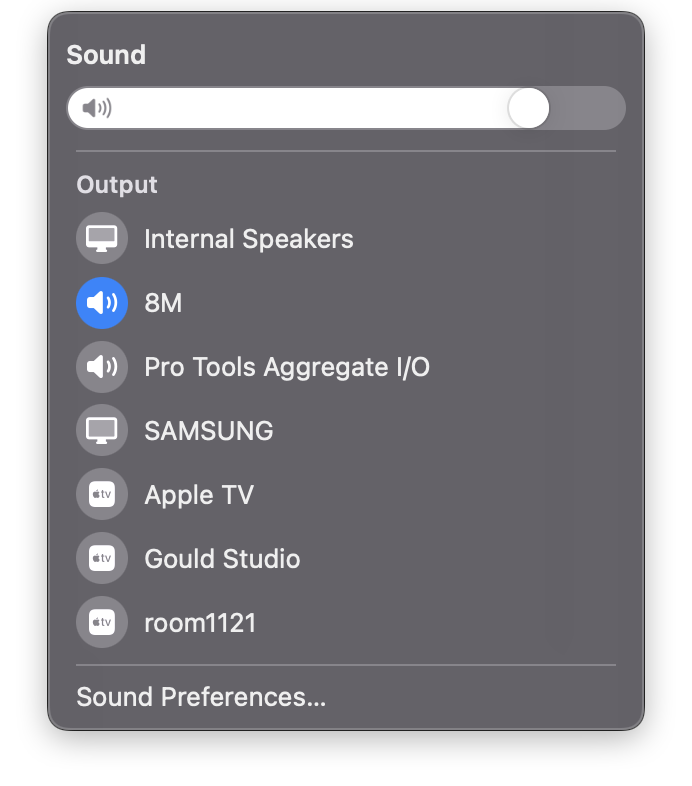 Sound
Output
Internal Speakers
8M
Pro Tools Aggregate I/O
SAMSUNG
tv Apple TV
tv Gould Studio
tv room1121
Sound Preferences...